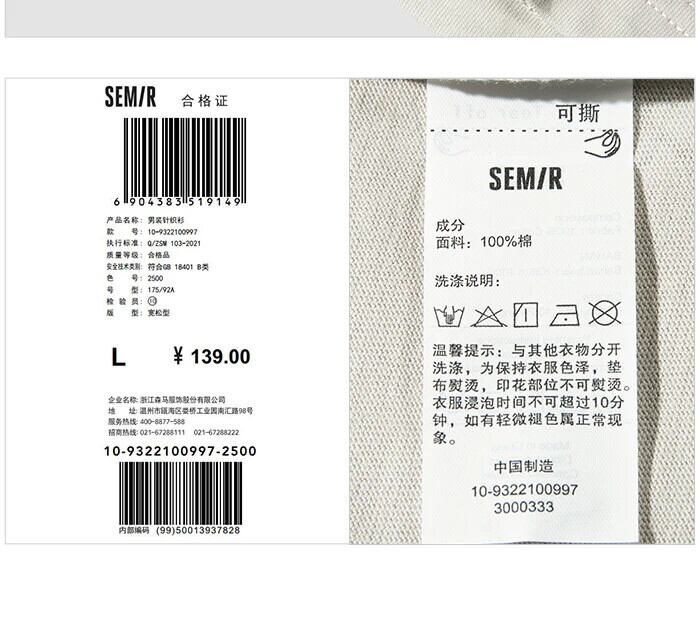 SEMIR 合格证
6 904383 519149
产品名称: 男装针织衫
款 号: 10-9322100997
执行标准: Q/ZSM 103-2021
质量等级: 合格品
安全技术类别: 符合GB 18401 B类
色 号: 2500
号 型: 175/92A
检 验 员: ⑩
版 型: 宽松型
L ¥ 139.00
企业名称: 浙江森马服饰股份有限公司
地 址: 温州市瓯海区娄桥工业园南汇路98号
服务热线: 400-8877-588
招商热线: 021-67288111 021-67288222
10-9322100997-2500
内部编码 (99)50013937828
可撕
SEMIR
成分
面料: 100%棉
洗涤说明:
温馨提示: 与其他衣物分开
洗涤, 为保持衣服色泽, 垫
布熨烫, 印花部位不可熨烫。
衣服浸泡时间不可超过10分
钟, 如有轻微褪色属正常现
象。
中国制造
10-9322100997
3000333